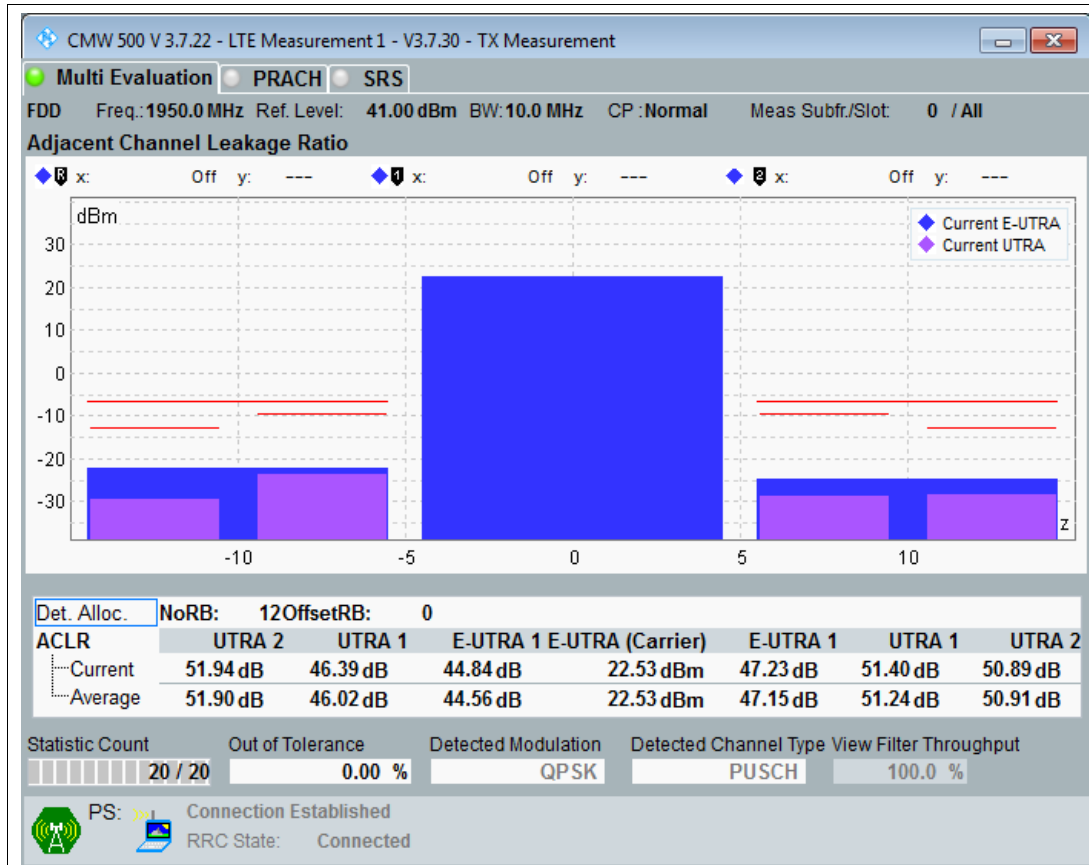 CMW 500 V 3.7.22 - LTE Measurement 1 - V3.7.30 - TX Measurement
Multi Evaluation PRACH SRS
FDD Freq.: 1950.0 MHz Ref. Level: 41.00 dBm BW: 10.0 MHz CP : Normal Meas Subfr./Slot: 0 / All
Adjacent Channel Leakage Ratio
R x: Off y: --- 1 x: Off y: --- 2 x: Off y: ---
dBm
Current E-UTRA
Current UTRA
30
20
10
0
-10
-20
-30
z
-10 -5 0 5 10
Det. Alloc. NoRB: 12 OffsetRB: 0
ACLR UTRA 2 UTRA 1 E-UTRA 1 E-UTRA (Carrier) E-UTRA 1 UTRA 1 UTRA 2
Current 51.94 dB 46.39 dB 44.84 dB 22.53 dBm 47.23 dB 51.40 dB 50.89 dB
Average 51.90 dB 46.02 dB 44.56 dB 22.53 dBm 47.15 dB 51.24 dB 50.91 dB
Statistic Count Out of Tolerance Detected Modulation Detected Channel Type View Filter Throughput
20 / 20 0.00 % QPSK PUSCH 100.0 %
PS: Connection Established
RRC State: Connected